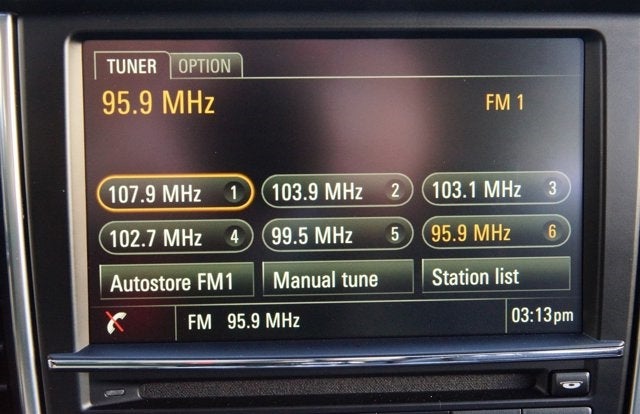 TUNER OPTION
95.9 MHz FM 1
107.9 MHz 1 103.9 MHz 2 103.1 MHz 3
102.7 MHz 4 99.5 MHz 5 95.9 MHz 6
Autostore FM1 Manual tune Station list
FM 95.9 MHz 03:13pm